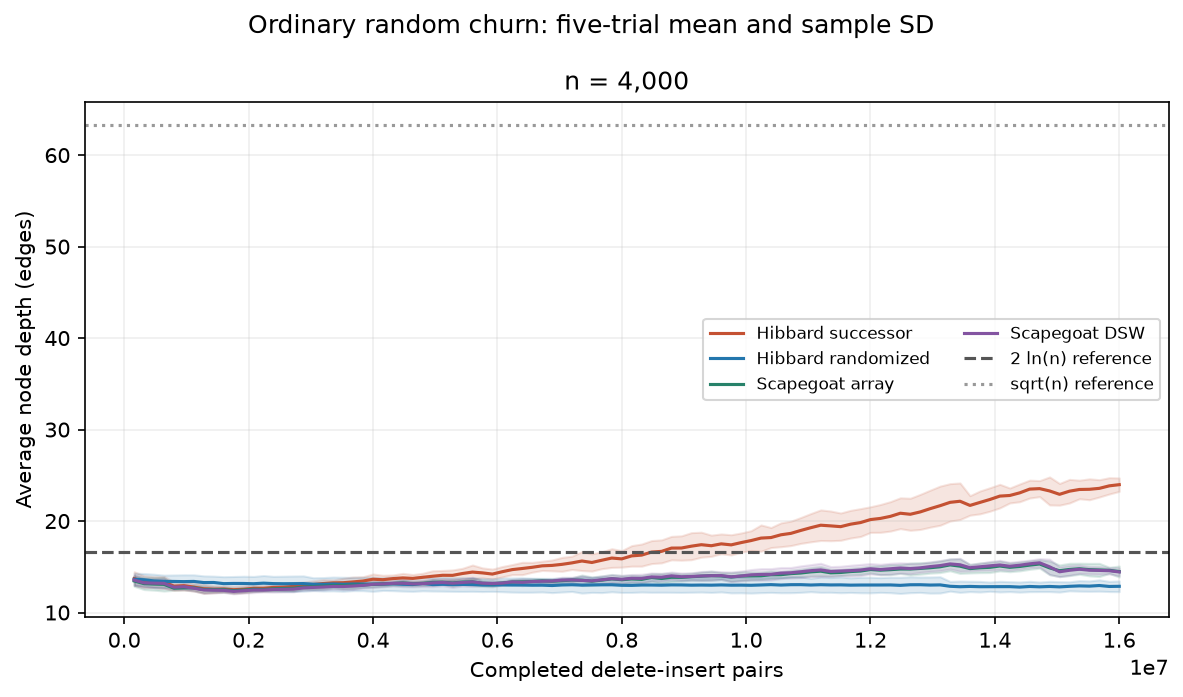 Ordinary random churn: five-trial mean and sample SD
n = 4,000
Average node depth (edges)
60
50
40
30
20
10
Hibbard successor
Hibbard randomized
Scapegoat array
Scapegoat DSW
2 ln(n) reference
sqrt(n) reference
0.0 0.2 0.4 0.6 0.8 1.0 1.2 1.4 1.6
1e7
Completed delete-insert pairs